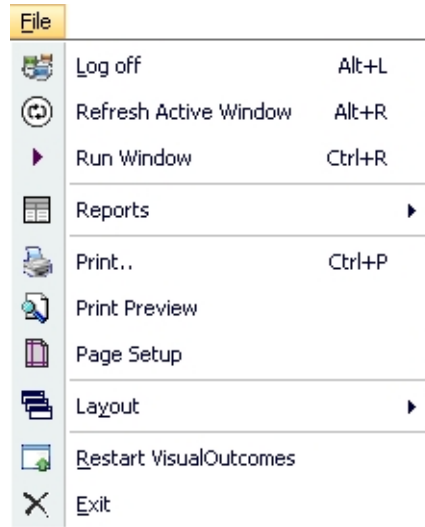 File
Log off Alt+L
Refresh Active Window Alt+R
Run Window Ctrl+R
Reports
Print.. Ctrl+P
Print Preview
Page Setup
Layout
Restart VisualOutcomes
Exit